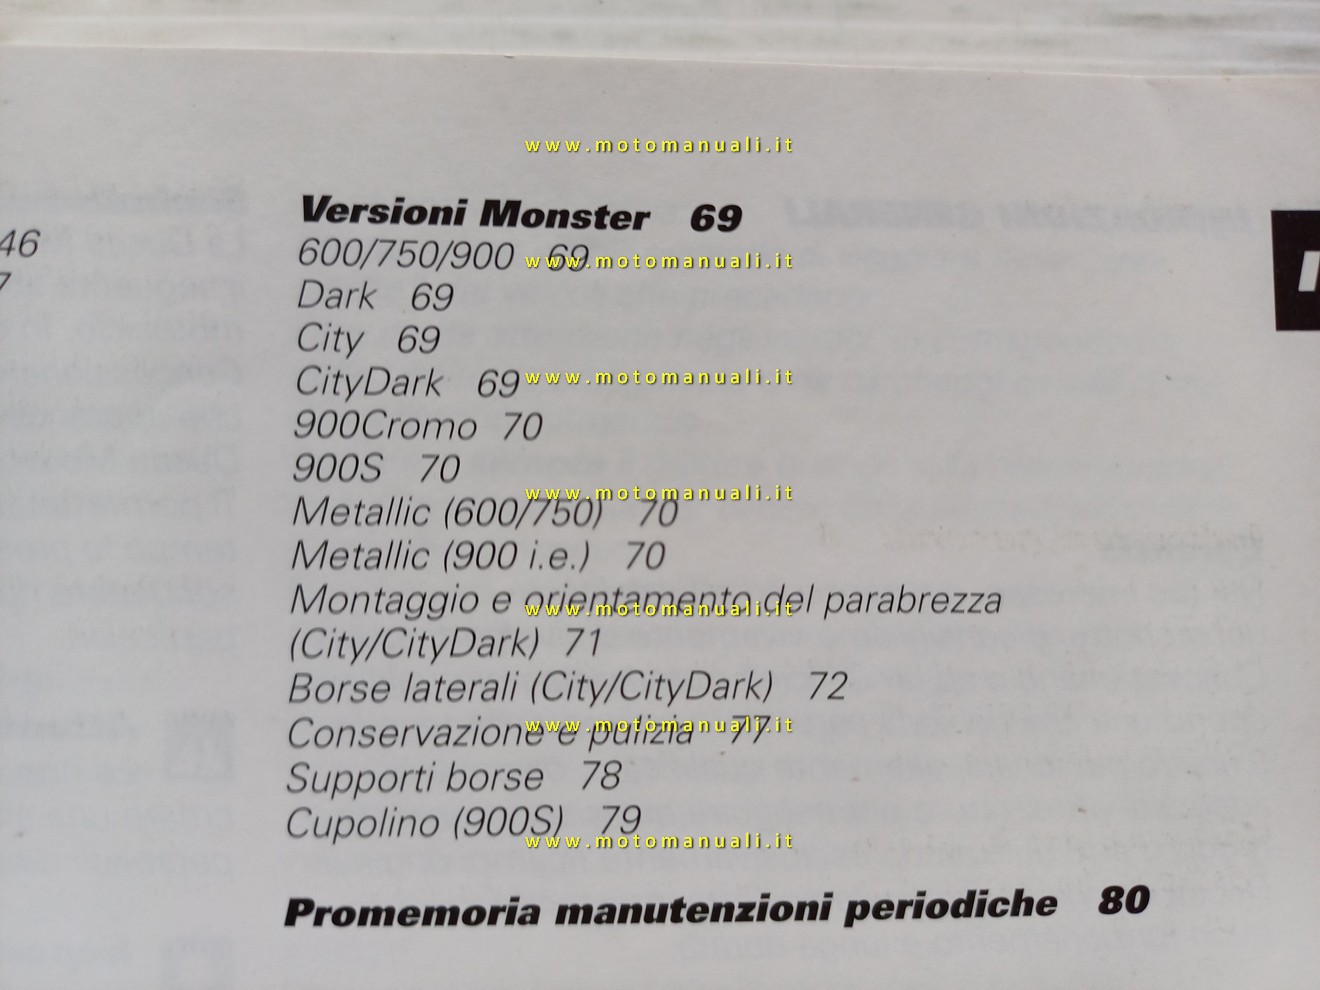 www.motomanuali.it
Versioni Monster 69
600/750/900 69
www.motomanuali.it
Dark 69
City 69
CityDark 69
www.motomanuali.it
900Cromo 70
900S 70
www.motomanuali.it
Metallic (600/750) 70
Metallic (900 i.e.) 70
Montaggio e orientamento del parabrezza
www.motomanuali.it
(City/CityDark) 71
Borse laterali (City/CityDark) 72
www.motomanuali.it
Conservazione e pulizia 77
Supporti borse 78
Cupolino (900S) 79
www.motomanuali.it
Promemoria manutenzioni periodiche 80
46
7
I